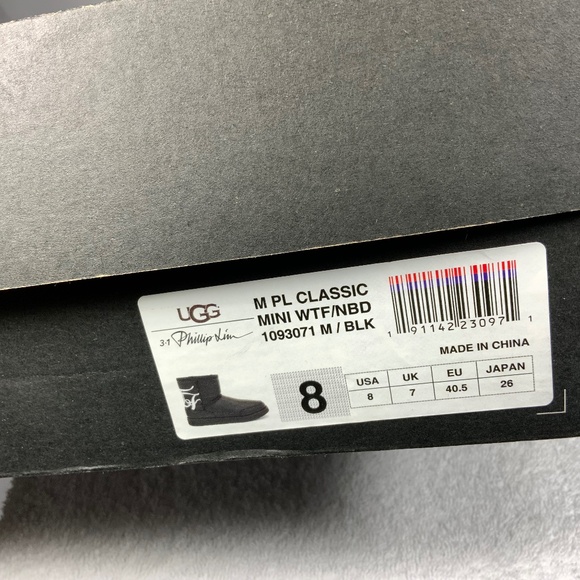 UGG
3·1 Phillip Lim
M PL CLASSIC
MINI WTF/NBD
1093071 M / BLK
1 91142 23097 1
MADE IN CHINA
8
USA UK EU JAPAN
8 7 40.5 26